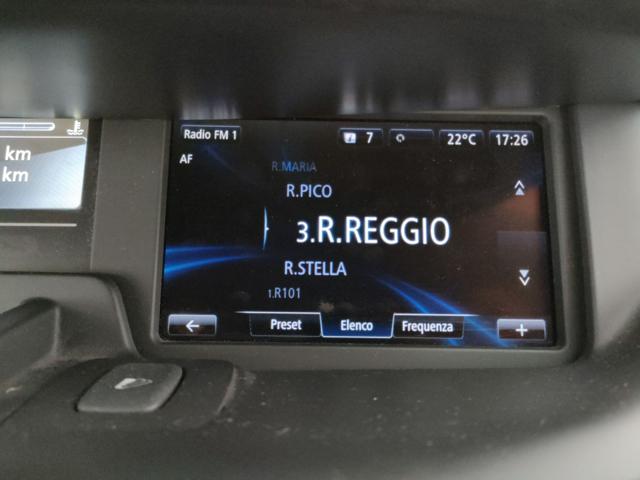 Radio FM 1 7 22°C 17:26
km
AF
km
R.MARIA
R.PICO
3.R.REGGIO
R.STELLA
1.R101
Preset Elenco Frequenza